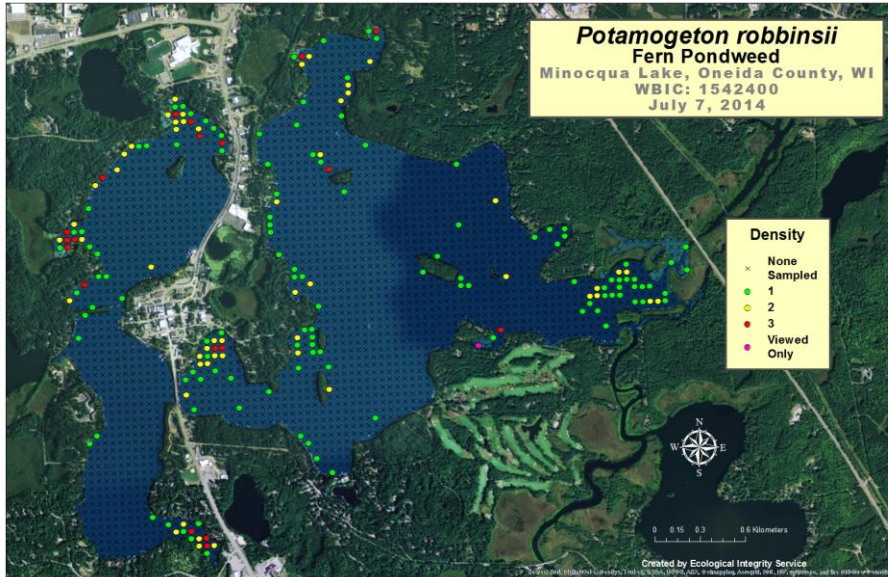 Potamogeton robbinsii
Fern Pondweed
Minocqua Lake, Oneida County, WI
WBIC: 1542400
July 7, 2014
Density
None
Sampled
1
2
3
Viewed
Only
N
W E
S
0 0.15 0.3 0.6 Kilometers
Created by Ecological Integrity Service